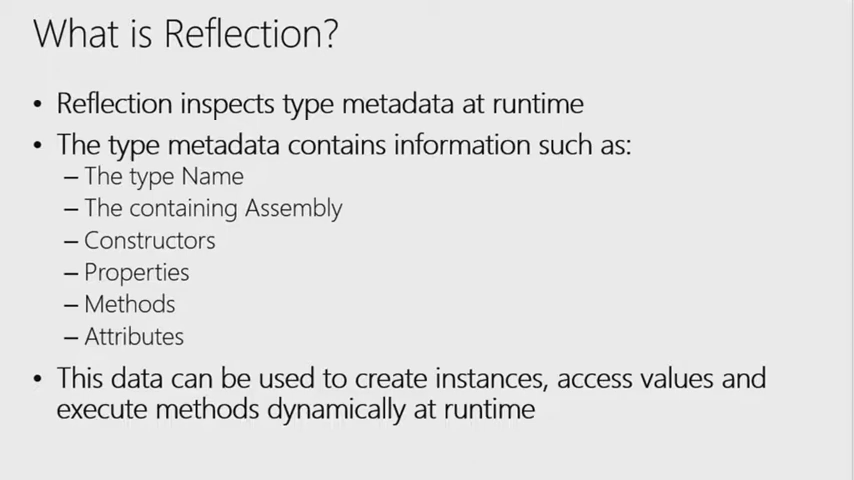 What is Reflection?
• Reflection inspects type metadata at runtime
• The type metadata contains information such as:
– The type Name
– The containing Assembly
– Constructors
– Properties
– Methods
– Attributes
• This data can be used to create instances, access values and
execute methods dynamically at runtime